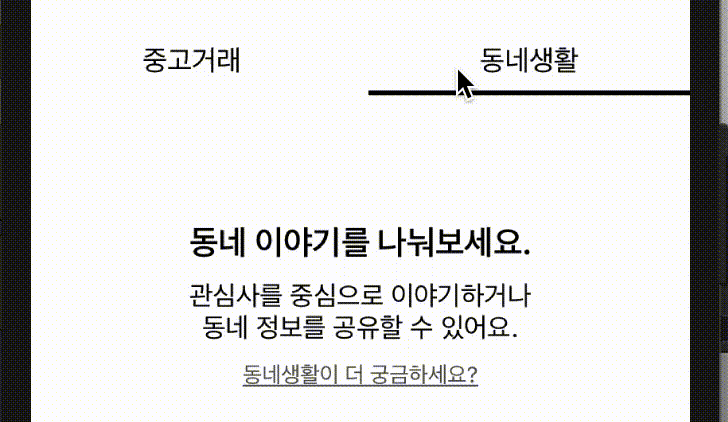 중고거래 동네생활
동네 이야기를 나눠보세요.
관심사를 중심으로 이야기하거나
동네 정보를 공유할 수 있어요.
동네생활이 더 궁금하세요?